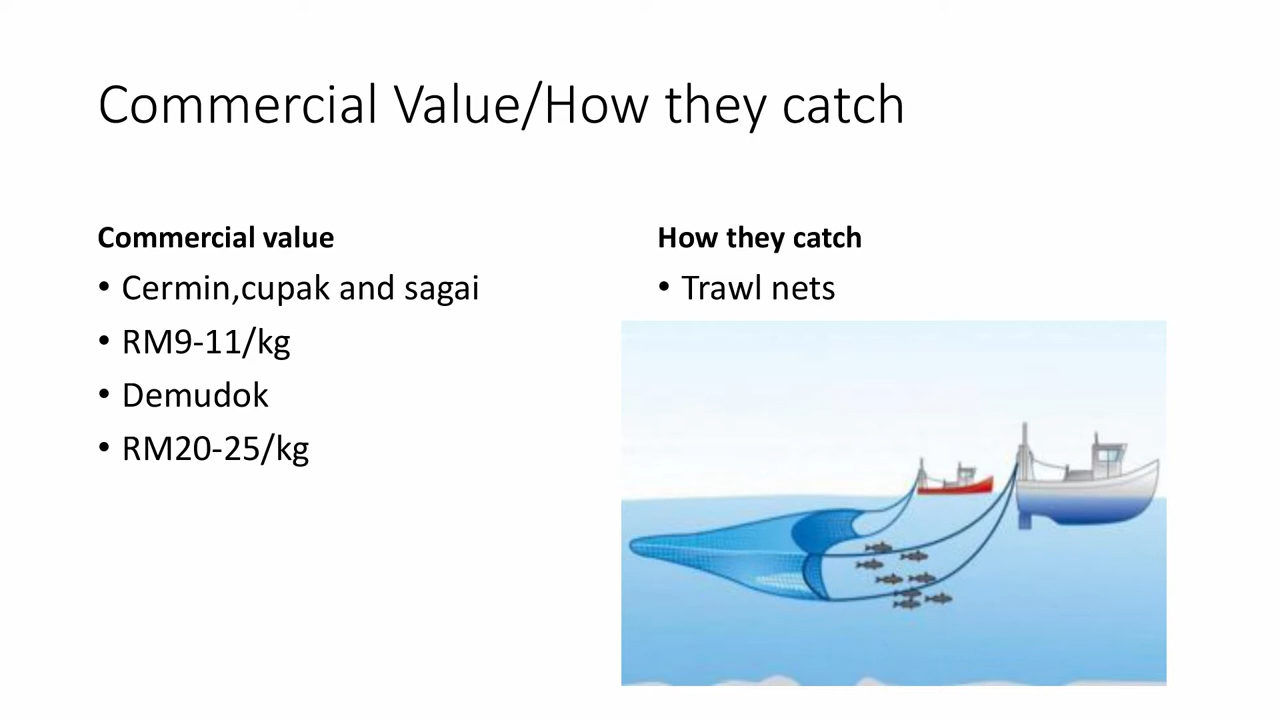 Commercial Value/How they catch
Commercial value
• Cermin,cupak and sagai
• RM9-11/kg
• Demudok
• RM20-25/kg
How they catch
• Trawl nets